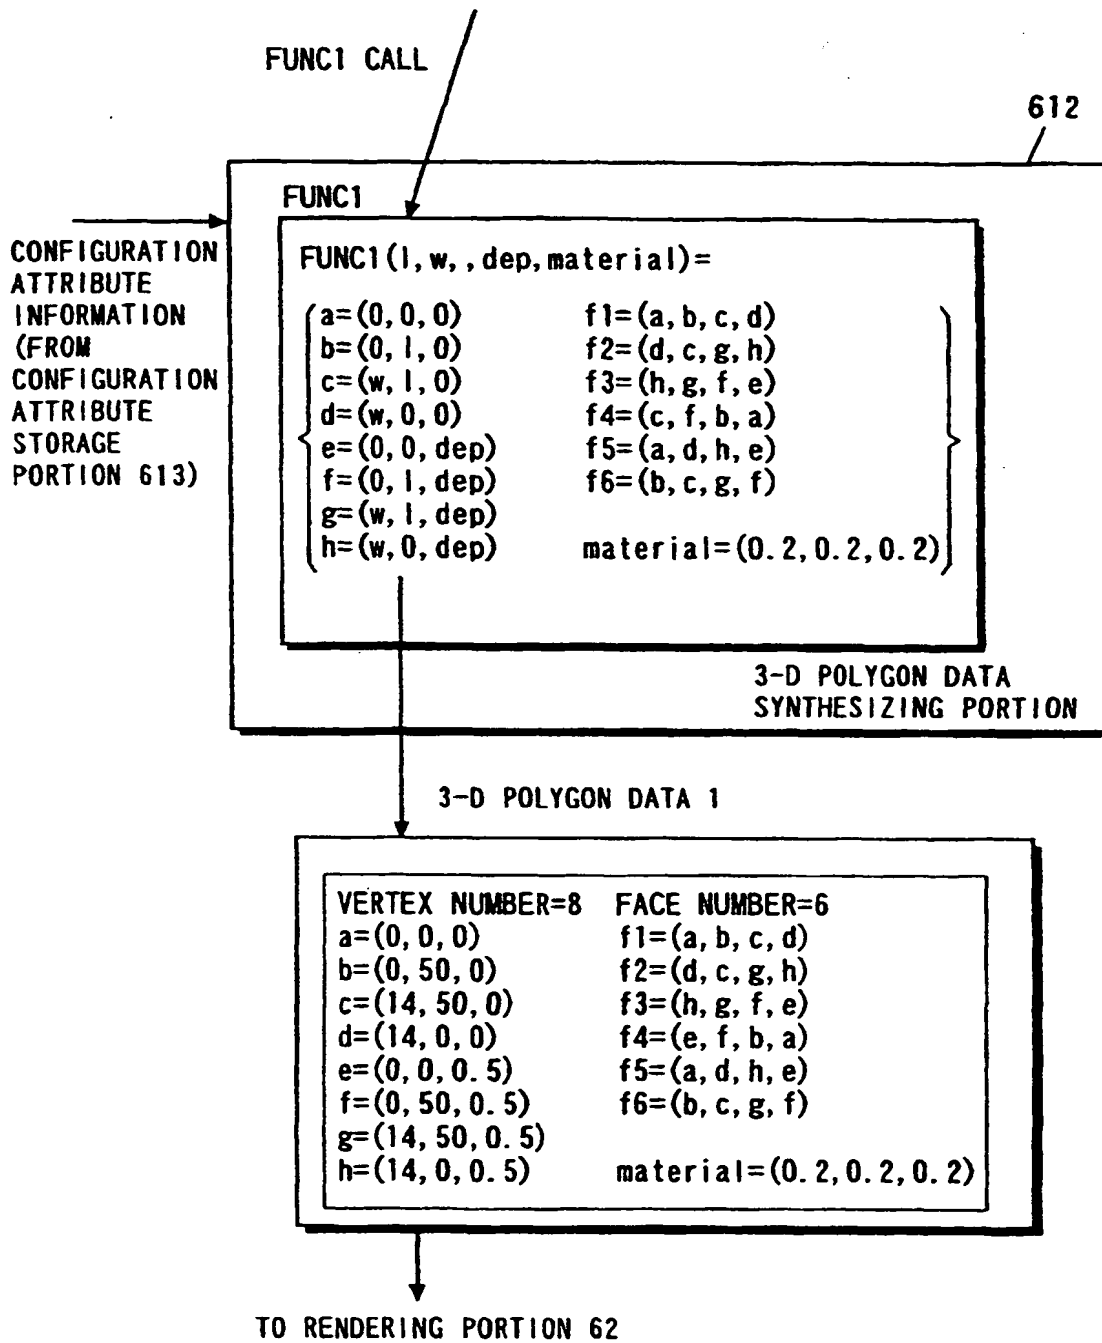 FUNC1 CALL
612
FUNC1
CONFIGURATION
ATTRIBUTE
INFORMATION
(FROM
CONFIGURATION
ATTRIBUTE
STORAGE
PORTION 613)
FUNC1(l,w,,dep,material)=
a=(0,0,0)
b=(0,l,0)
c=(w,l,0)
d=(w,0,0)
e=(0,0,dep)
f=(0,l,dep)
g=(w,l,dep)
h=(w,0,dep)
f1=(a,b,c,d)
f2=(d,c,g,h)
f3=(h,g,f,e)
f4=(c,f,b,a)
f5=(a,d,h,e)
f6=(b,c,g,f)
material=(0.2,0.2,0.2)
3-D POLYGON DATA
SYNTHESIZING PORTION
3-D POLYGON DATA 1
VERTEX NUMBER=8
a=(0,0,0)
b=(0,50,0)
c=(14,50,0)
d=(14,0,0)
e=(0,0,0.5)
f=(0,50,0.5)
g=(14,50,0.5)
h=(14,0,0.5)
FACE NUMBER=6
f1=(a,b,c,d)
f2=(d,c,g,h)
f3=(h,g,f,e)
f4=(e,f,b,a)
f5=(a,d,h,e)
f6=(b,c,g,f)
material=(0.2,0.2,0.2)
TO RENDERING PORTION 62